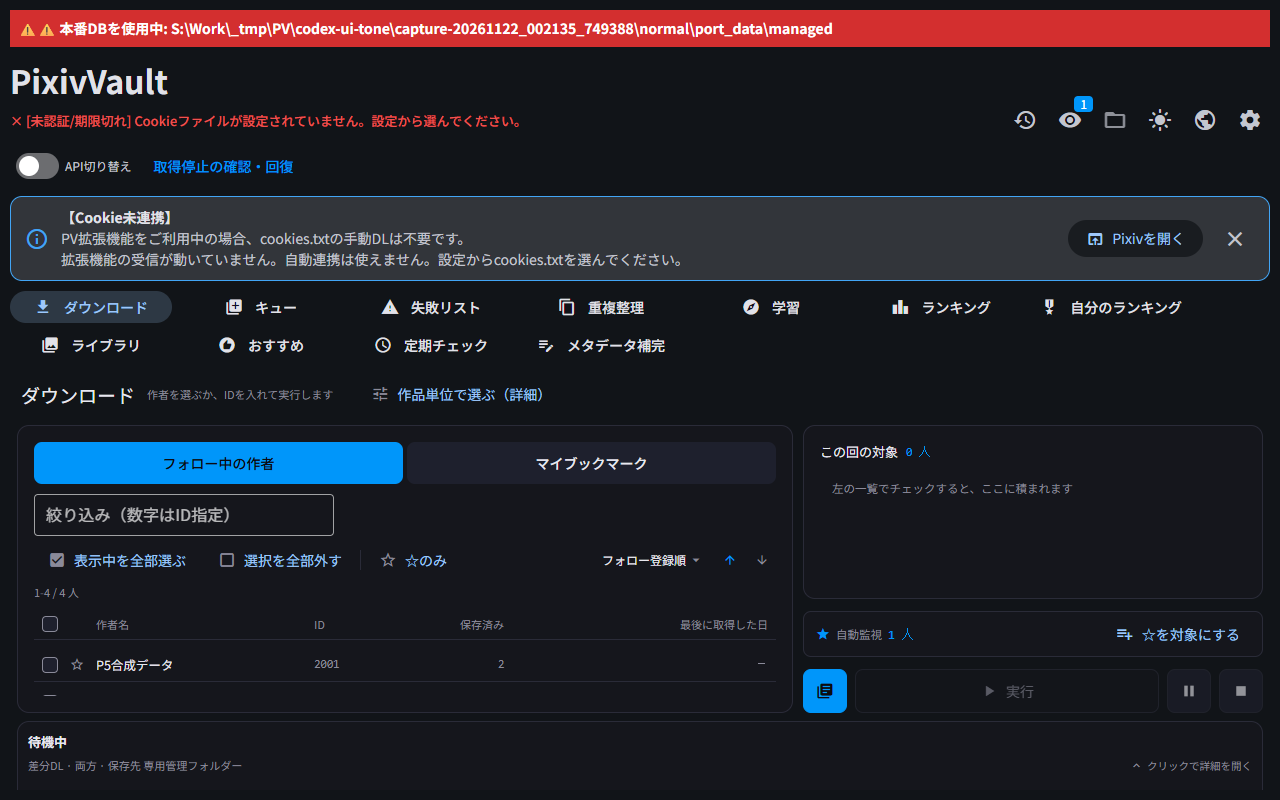 ⚠ ⚠ 本番DBを使用中: S:\Work\_tmp\PV\codex-ui-tone\capture-20261122_002135_749388\normal\port_data\managed
PixivVault
× [未認証/期限切れ] Cookieファイルが設定されていません。設定から選んでください。
1
API切り替え 取得停止の確認・回復
【Cookie未連携】
PV拡張機能をご利用中の場合、cookies.txtの手動DLは不要です。
拡張機能の受信が動いていません。自動連携は使えません。設定からcookies.txtを選んでください。
Pixivを開く
ダウンロード キュー 失敗リスト 重複整理 学習 ランキング 自分のランキング
ライブラリ おすすめ 定期チェック メタデータ補完
ダウンロード 作者を選ぶか、IDを入れて実行します 作品単位で選ぶ（詳細）
フォロー中の作者 マイブックマーク
絞り込み（数字はID指定）
表示中を全部選ぶ 選択を全部外す ☆のみ フォロー登録順
1-4 / 4 人
作者名 ID 保存済み 最後に取得した日
P5合成データ 2001 2 —
この回の対象 0 人
左の一覧でチェックすると、ここに積まれます
自動監視 1 人 ☆を対象にする
実行
待機中
差分DL・両方・保存先 専用管理フォルダー クリックで詳細を開く